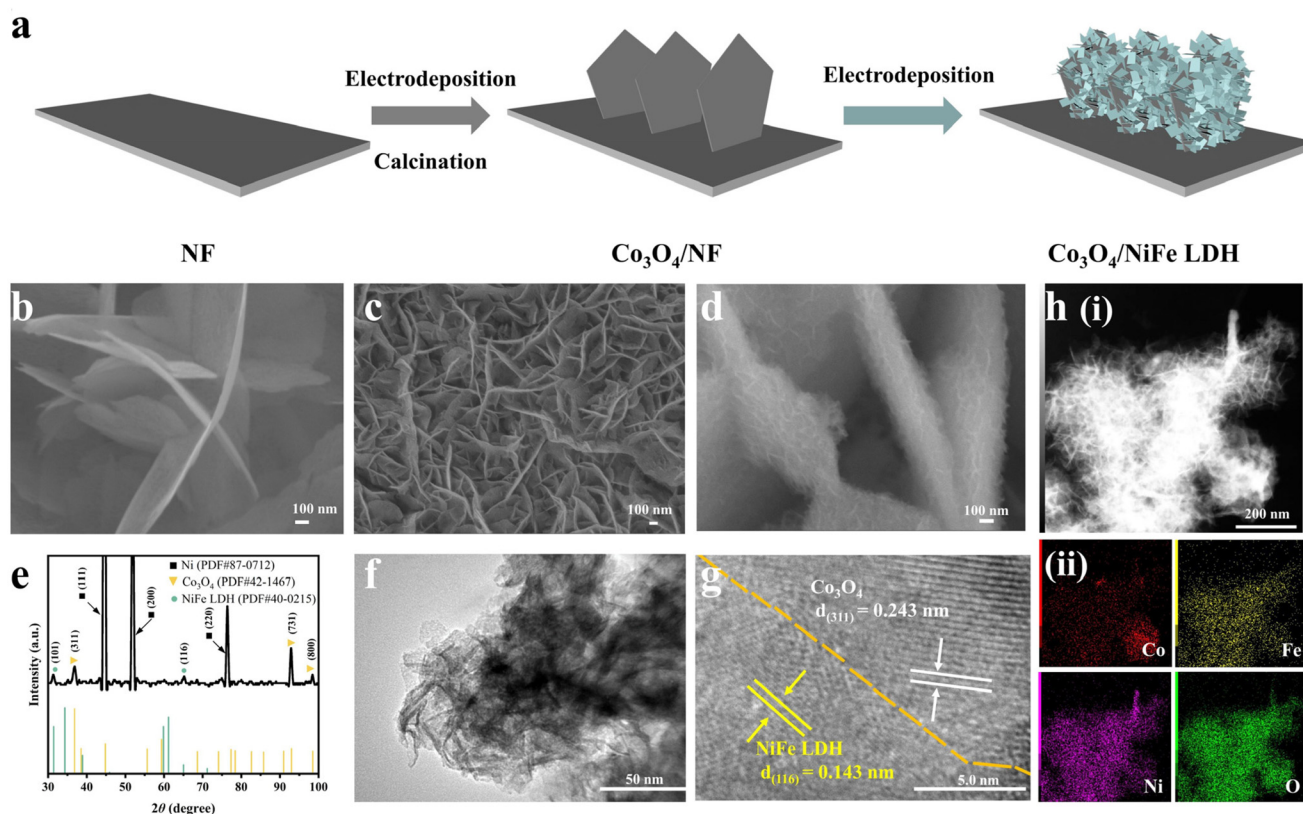 a
Electrodeposition
Calcination
Electrodeposition
NF
Co₃O₄/NF
Co₃O₄/NiFe LDH
b
100 nm
c
100 nm
d
100 nm
h (i)
200 nm
e
Ni (PDF#87-0712)
Co₃O₄ (PDF#42-1467)
NiFe LDH (PDF#40-0215)
(111)
(200)
(220)
(731)
(101)
(311)
(116)
(800)
Intensity (a.u.)
30 40 50 60 70 80 90 100
2θ (degree)
f
50 nm
g
Co₃O₄
d(311) = 0.243 nm
NiFe LDH
d(116) = 0.143 nm
5.0 nm
(ii)
Co
Fe
Ni
O